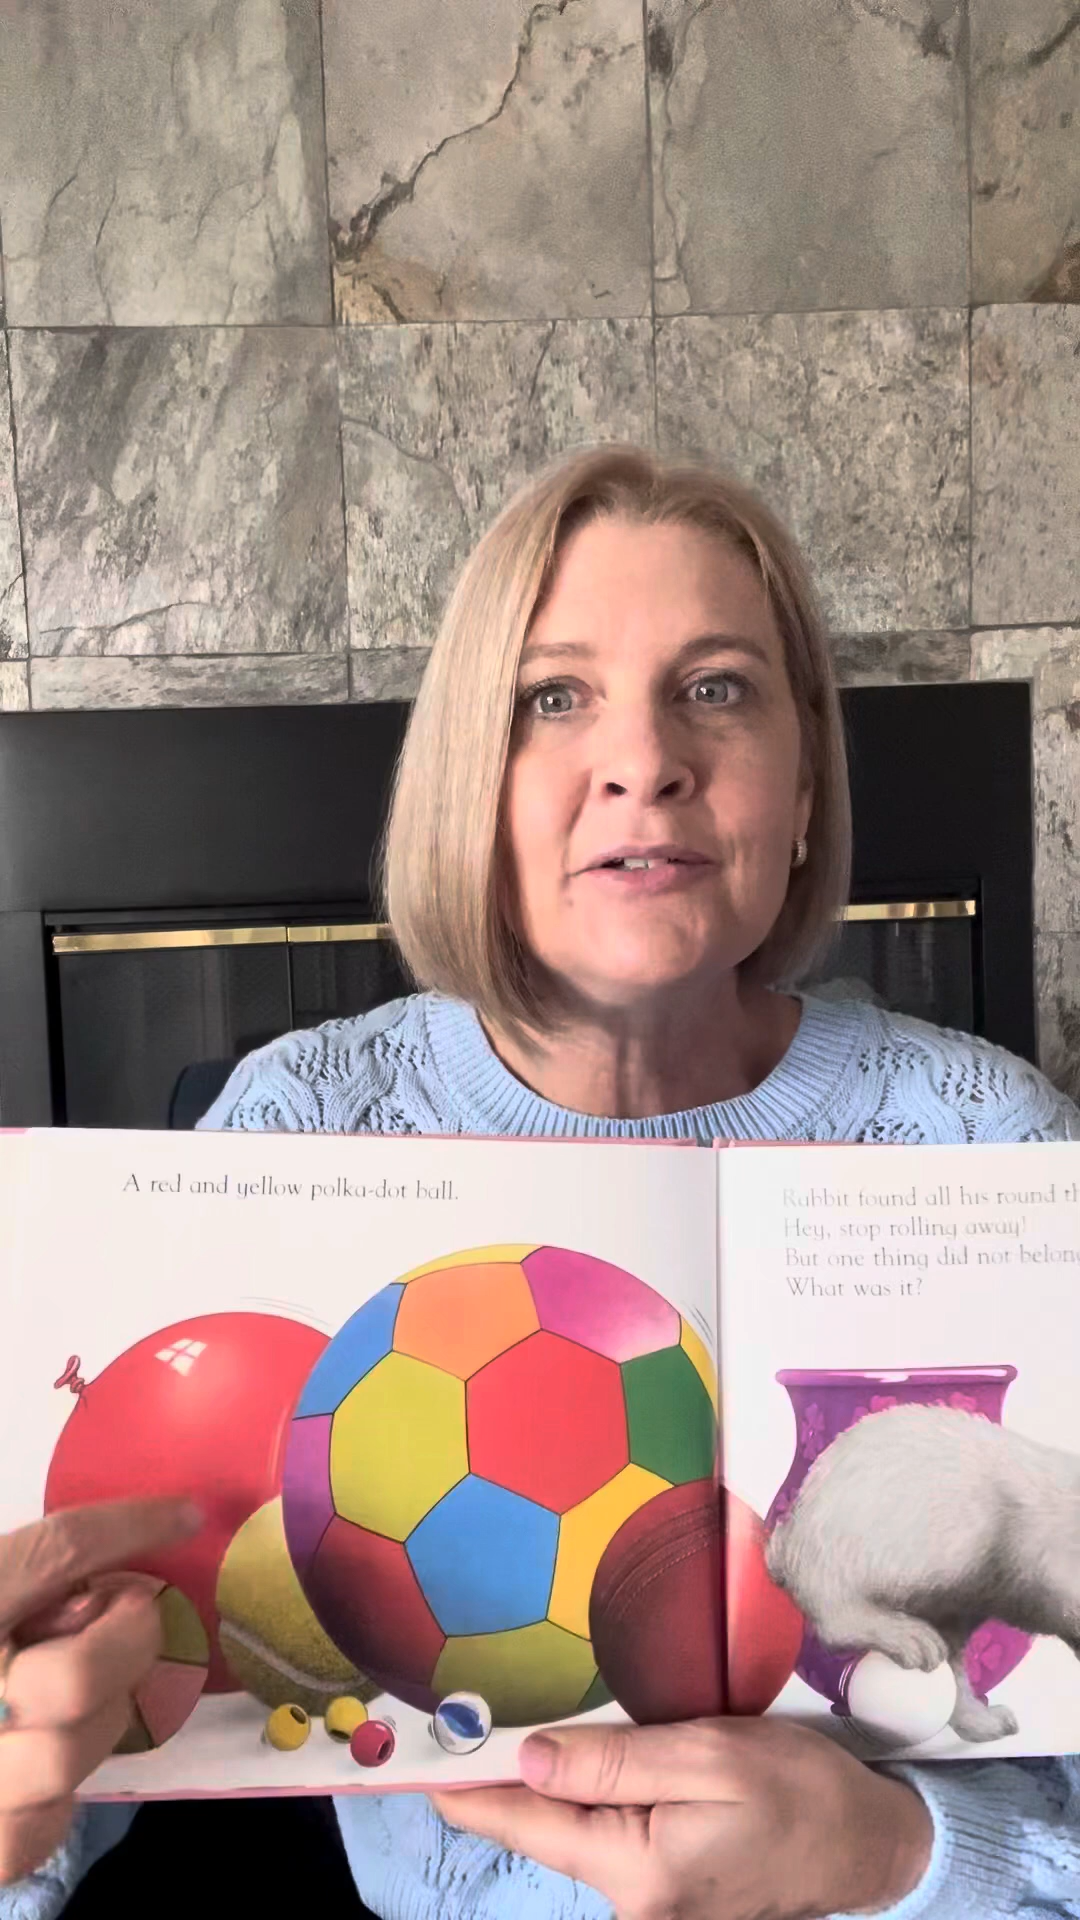 A red and yellow polka-dot ball.
Rabbit found all his round
Hey, stop rolling away!
But one thing did not
What was it?